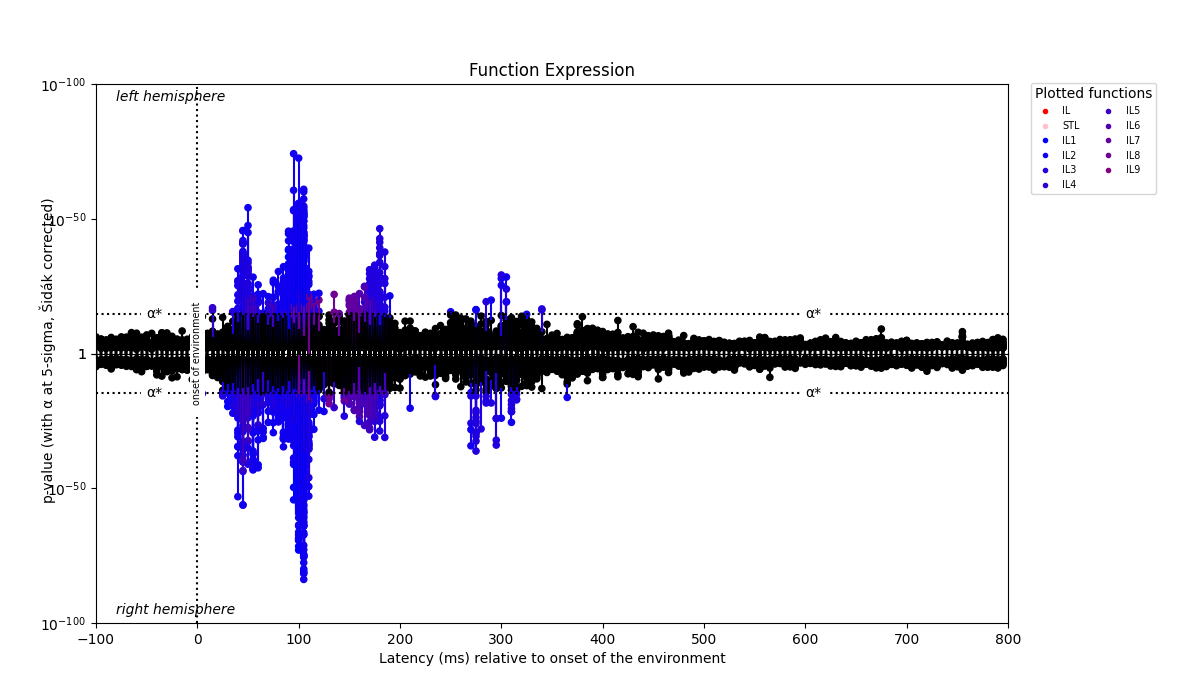 Function Expression
Plotted functions
IL
STL
IL1
IL2
IL3
IL4
IL5
IL6
IL7
IL8
IL9
left hemisphere
right hemisphere
α* α*
α* α*
onset of environment
p-value (with α at 5-sigma, Šidák corrected)
10⁻¹⁰⁰
10⁻⁵⁰
1
10⁻⁵⁰
10⁻¹⁰⁰
−100 0 100 200 300 400 500 600 700 800
Latency (ms) relative to onset of the environment